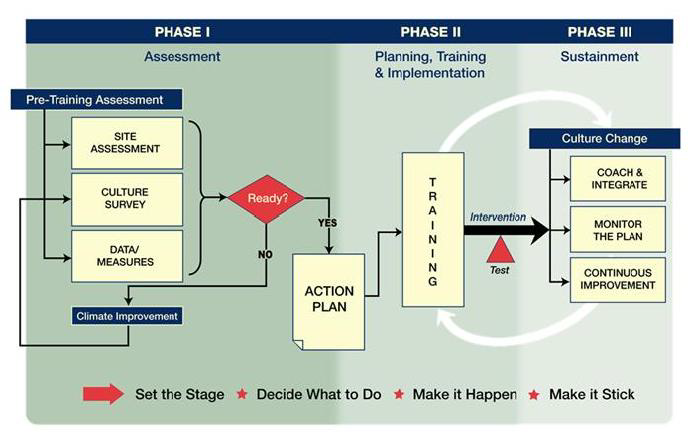 PHASE I
Assessment
PHASE II
Planning, Training
& Implementation
PHASE III
Sustainment
Pre-Training Assessment
SITE
ASSESSMENT
CULTURE
SURVEY
DATA/
MEASURES
Ready?
YES
NO
Climate Improvement
ACTION
PLAN
T
R
A
I
N
I
N
G
Intervention
Test
Culture Change
COACH &
INTEGRATE
MONITOR
THE PLAN
CONTINUOUS
IMPROVEMENT
Set the Stage ★ Decide What to Do ★ Make it Happen ★ Make it Stick